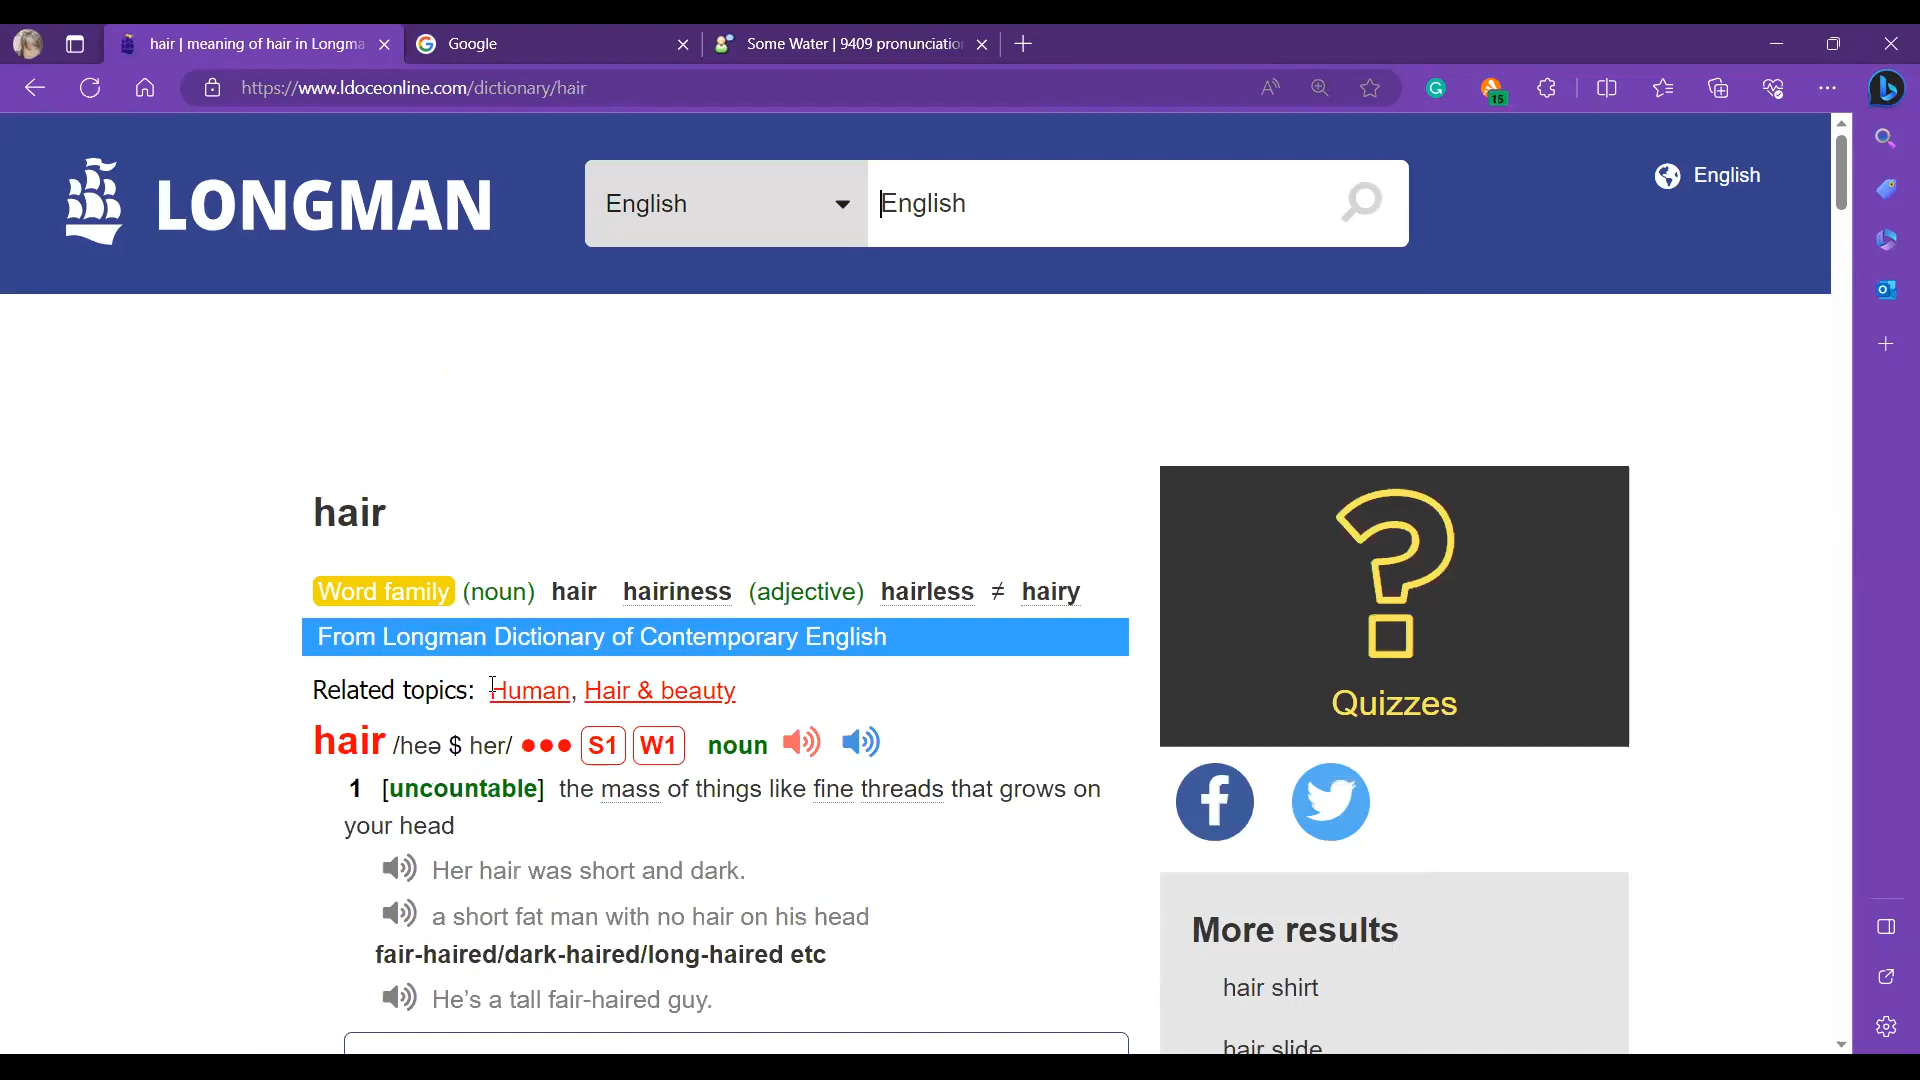 hair | meaning of hair in Longma
Google
Some Water | 9409 pronunciatio
https://www.ldoceonline.com/dictionary/hair
15
LONGMAN
English
English
English
hair
Word family (noun) hair hairiness (adjective) hairless ≠ hairy
From Longman Dictionary of Contemporary English
Related topics: Human, Hair & beauty
hair /heə $ her/ ●●● S1 W1 noun
1 [uncountable] the mass of things like fine threads that grows on
your head
Her hair was short and dark.
a short fat man with no hair on his head
fair-haired/dark-haired/long-haired etc
He’s a tall fair-haired guy.
?
Quizzes
More results
hair shirt
hair slide